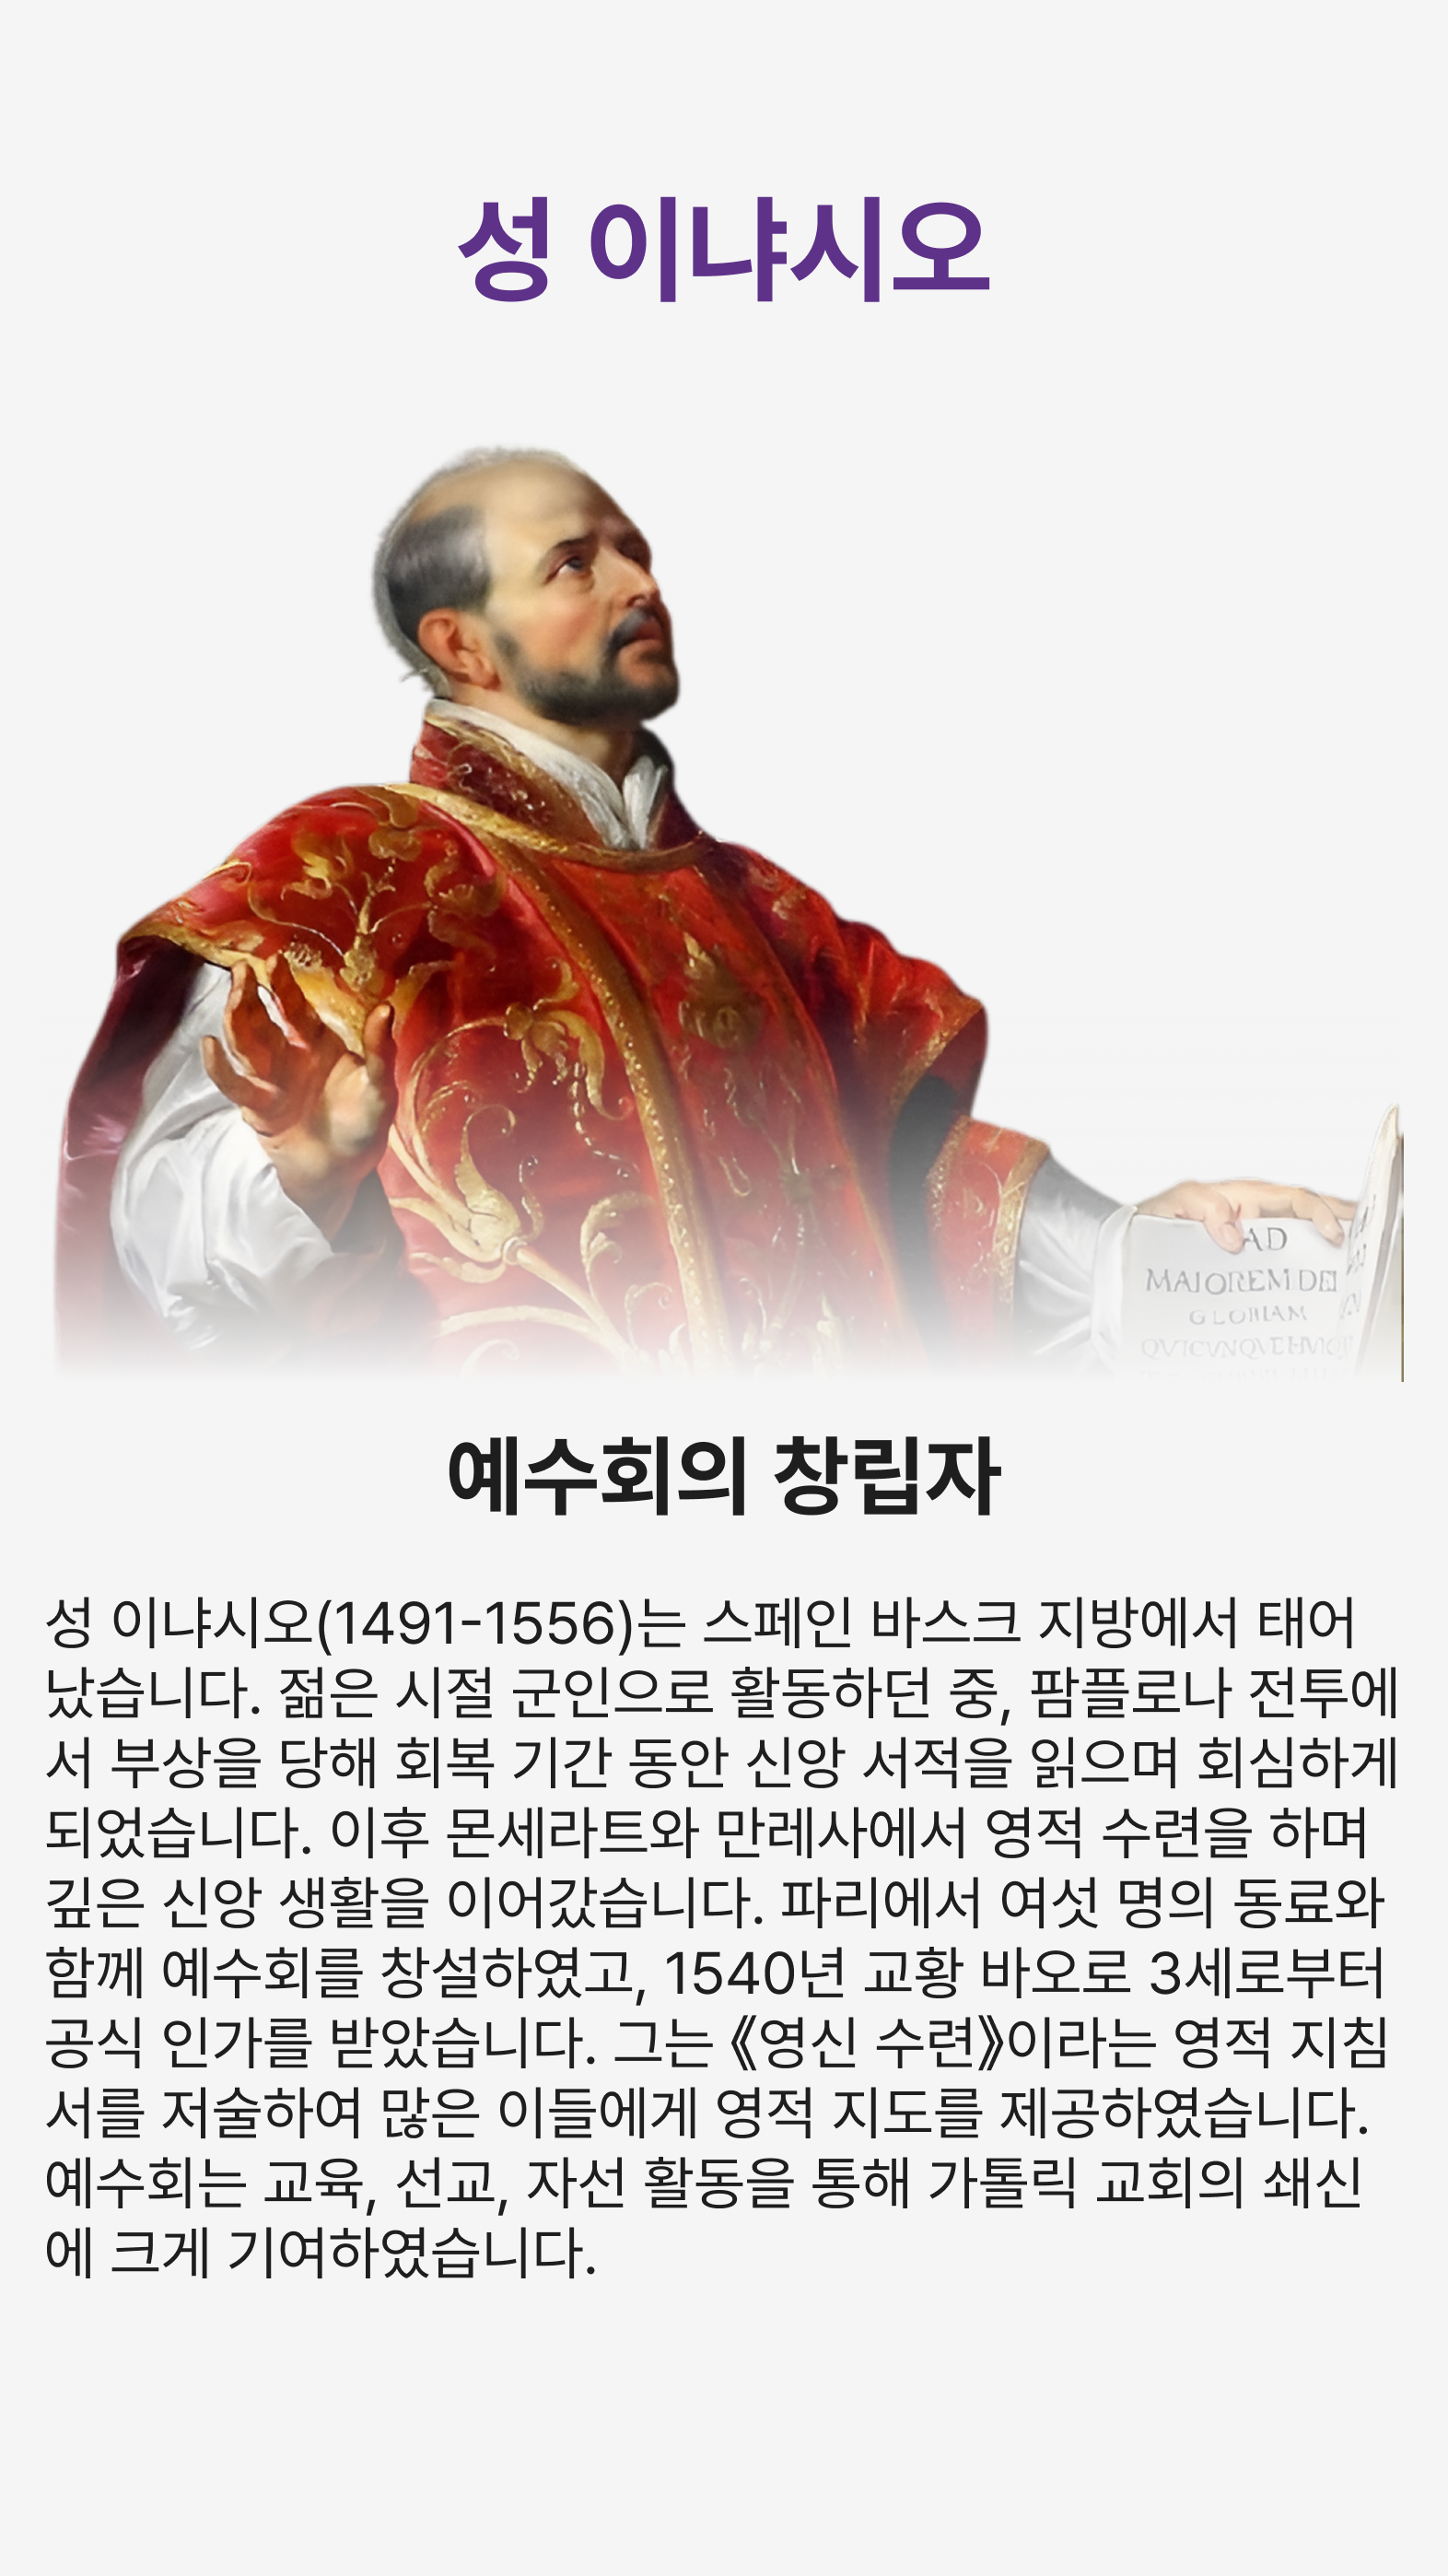 성 이냐시오
AD
MAIOREM DEI
GLORIAM
예수회의 창립자
성 이냐시오(1491-1556)는 스페인 바스크 지방에서 태어
났습니다. 젊은 시절 군인으로 활동하던 중, 팜플로나 전투에
서 부상을 당해 회복 기간 동안 신앙 서적을 읽으며 회심하게
되었습니다. 이후 몬세라트와 만레사에서 영적 수련을 하며
깊은 신앙 생활을 이어갔습니다. 파리에서 여섯 명의 동료와
함께 예수회를 창설하였고, 1540년 교황 바오로 3세로부터
공식 인가를 받았습니다. 그는 《영신 수련》이라는 영적 지침
서를 저술하여 많은 이들에게 영적 지도를 제공하였습니다.
예수회는 교육, 선교, 자선 활동을 통해 가톨릭 교회의 쇄신
에 크게 기여하였습니다.